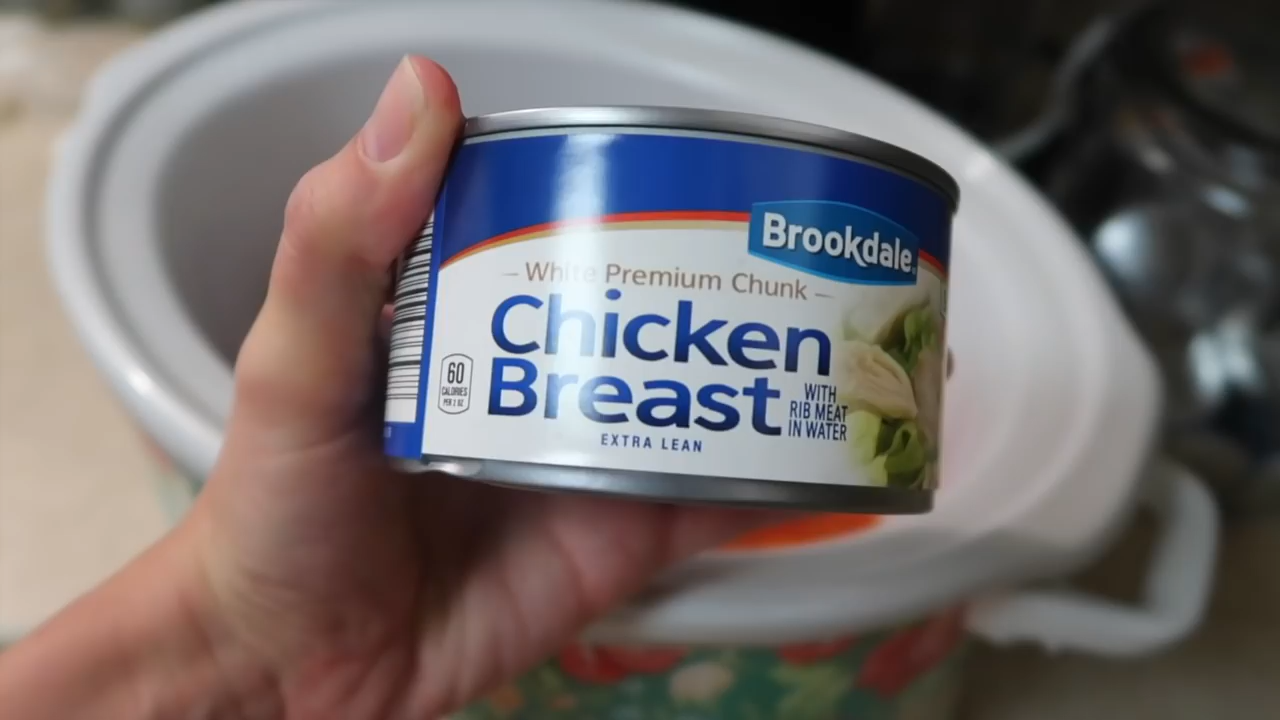 Brookdale
White Premium Chunk
Chicken
Breast
WITH
RIB MEAT
IN WATER
EXTRA LEAN
60
CALORIES
PER 2 OZ